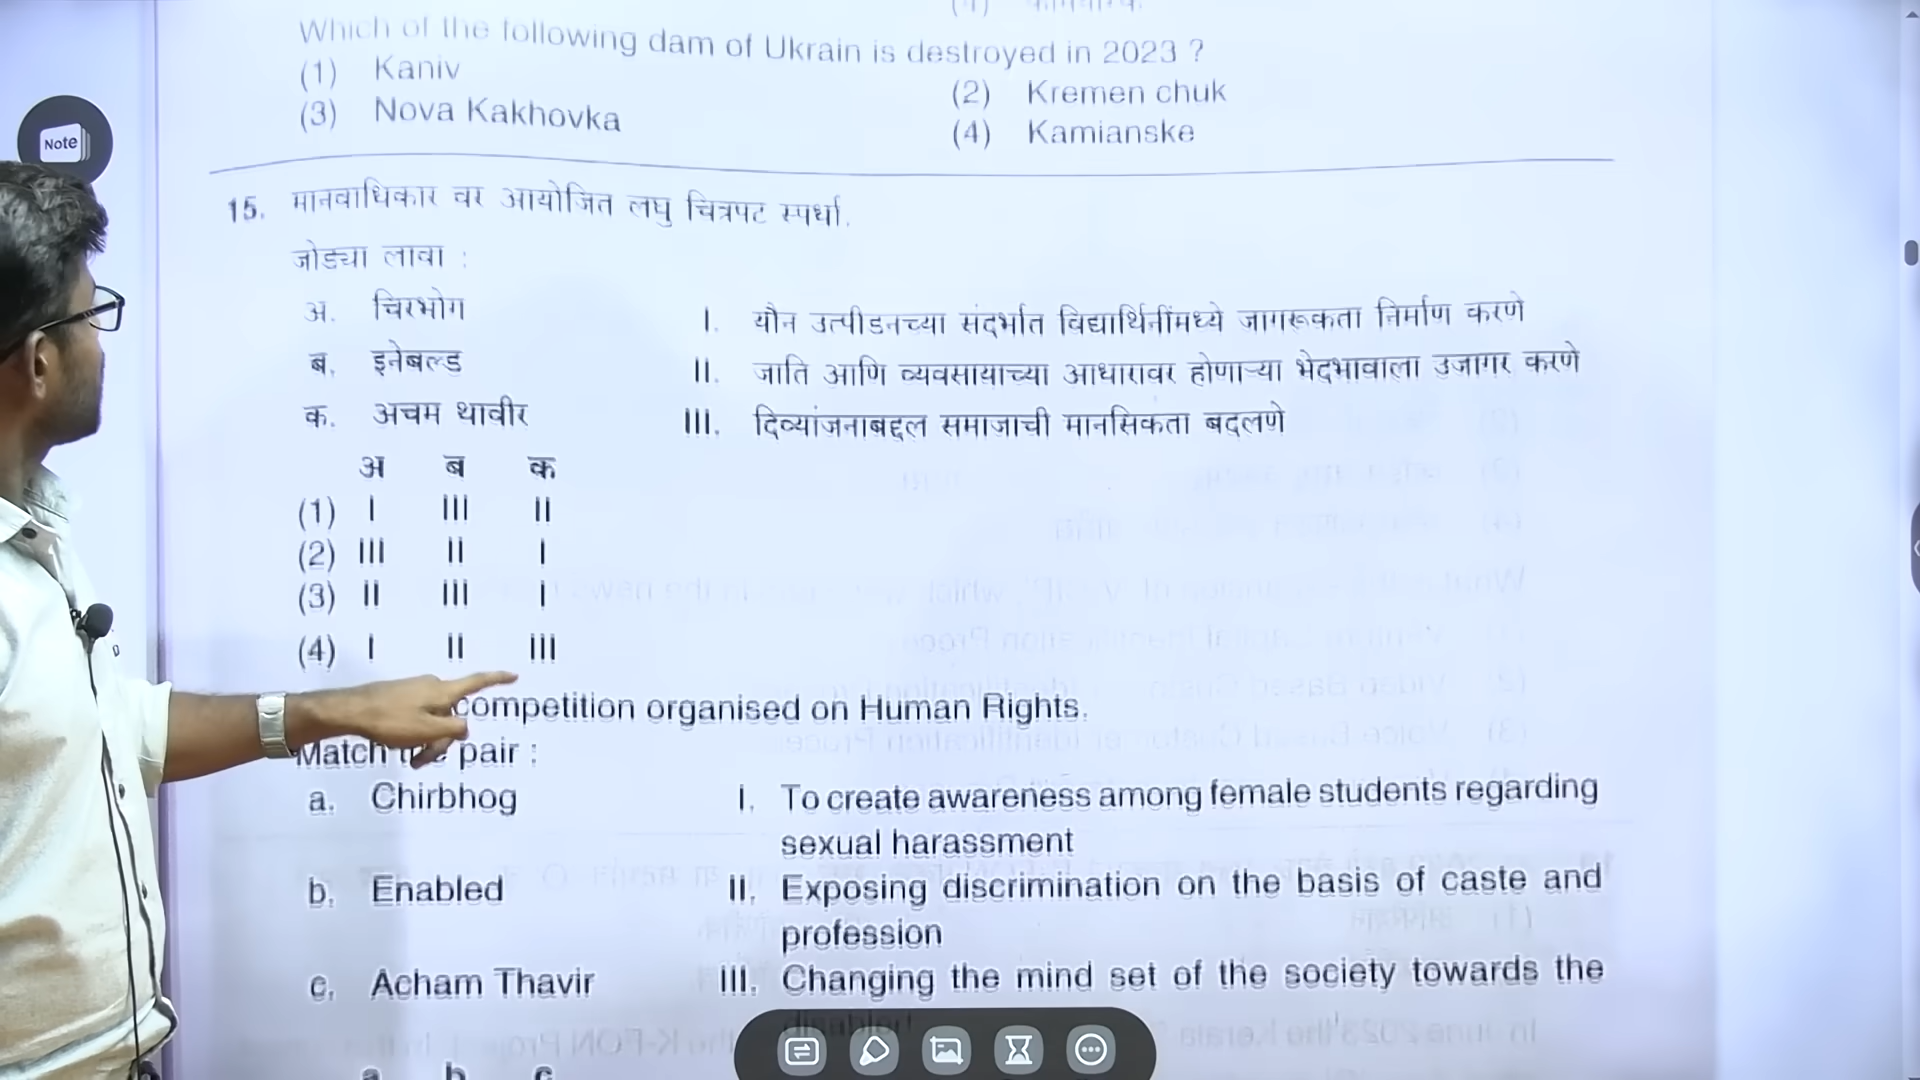 Which of the following dam of Ukrain is destroyed in 2023 ?
(1) Kaniv
(2) Kremen chuk
(3) Nova Kakhovka
(4) Kamianske
Note
15. मानवाधिकार वर आयोजित लघु चित्रपट स्पर्धा.
जोड्या लावा :
अ. चिरभोग I. यौन उत्पीडनच्या संदर्भात विद्यार्थिनींमध्ये जागरूकता निर्माण करणे
ब. इनेबल्ड II. जाति आणि व्यवसायाच्या आधारावर होणाऱ्या भेदभावाला उजागर करणे
क. अचम थावीर III. दिव्यांजनाबद्दल समाजाची मानसिकता बदलणे
अ ब क
(1) I III II
(2) III II I
(3) II III I
(4) I II III
competition organised on Human Rights.
Match pair :
a. Chirbhog I. To create awareness among female students regarding
sexual harassment
b. Enabled II. Exposing discrimination on the basis of caste and
profession
c. Acham Thavir III. Changing the mind set of the society towards the
a b c